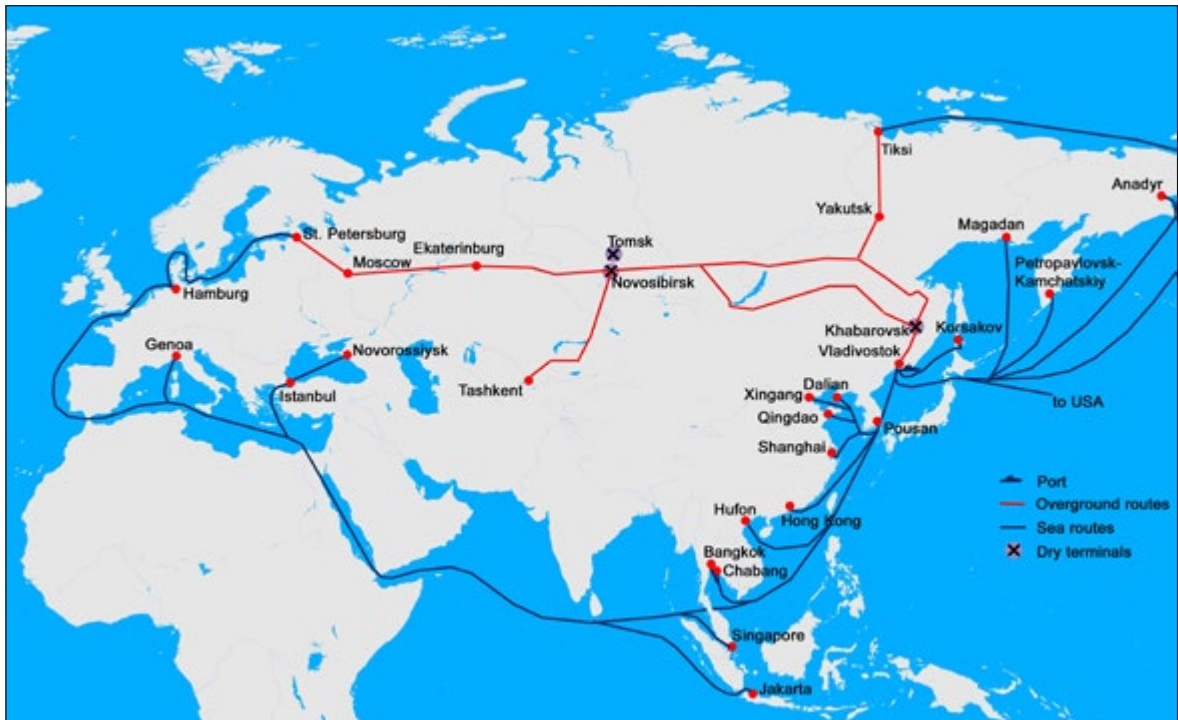 Tiksi
Anadyr
Yakutsk
Magadan
St. Petersburg
Ekaterinburg
Tomsk
Moscow
Petropavlovsk-
Kamchatskiy
Novosibirsk
Hamburg
Khabarovsk
Korsakov
Genoa
Novorossiysk
Vladivostok
Tashkent
Istanbul
Dalian
Xingang
to USA
Qingdao
Pousan
Shanghai
Port
Overground routes
Hufon
Hong Kong
Sea routes
Bangkok
Dry terminals
Chabang
Singapore
Jakarta